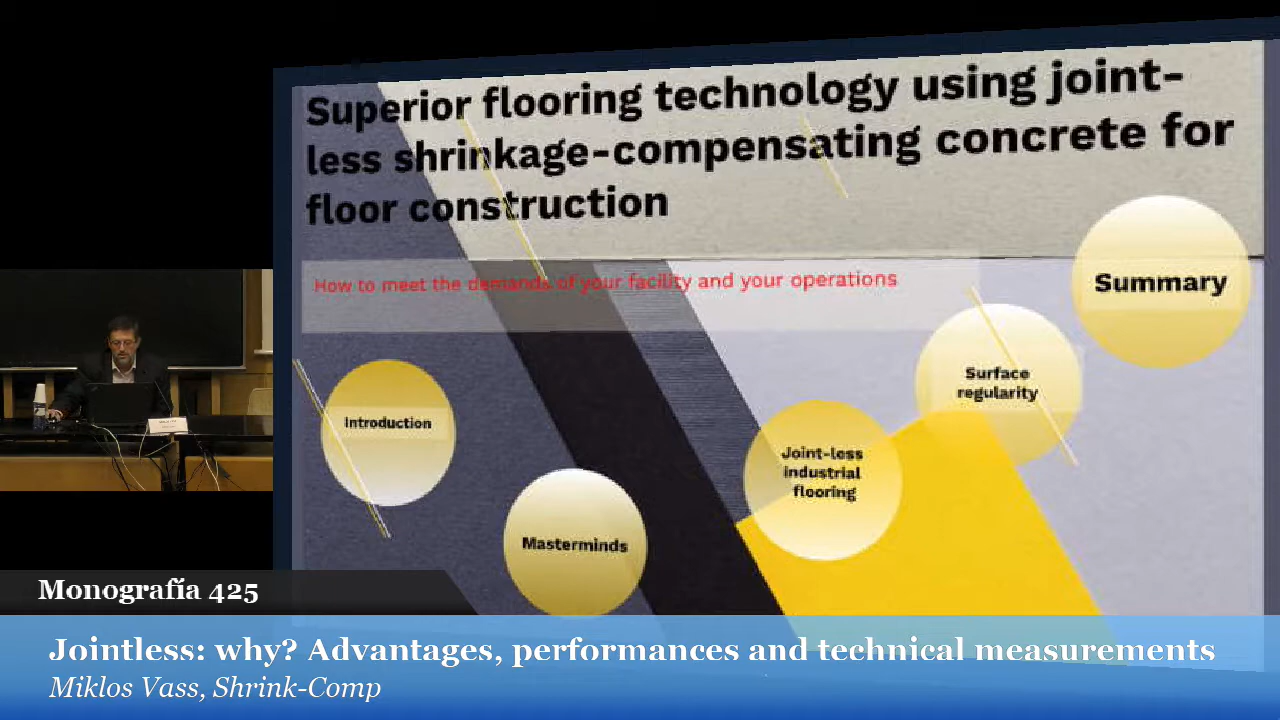 Superior flooring technology using joint-
less shrinkage-compensating concrete for
floor construction
How to meet the demands of your facility and your operations
Summary
Surface
regularity
Introduction
Joint-less
industrial
flooring
Masterminds
Monografía 425
Jointless: why? Advantages, performances and technical measurements
Miklos Vass, Shrink-Comp